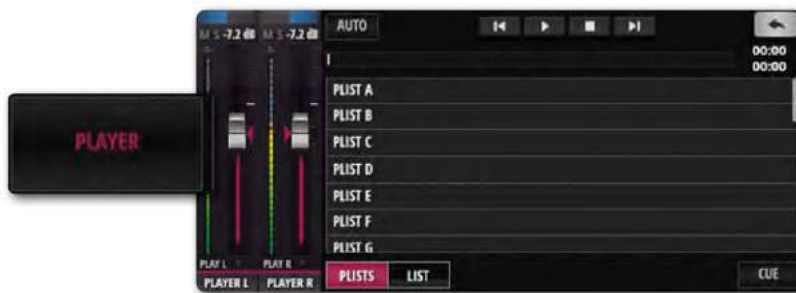 PLAYER
M S -7.2 dB
M S -7.2 dB
AUTO
00:00
00:00
PLIST A
PLIST B
PLIST C
PLIST D
PLIST E
PLIST F
PLIST G
PLAY L
PLAY R
PLAYER L
PLAYER R
PLISTS
LIST
CUE